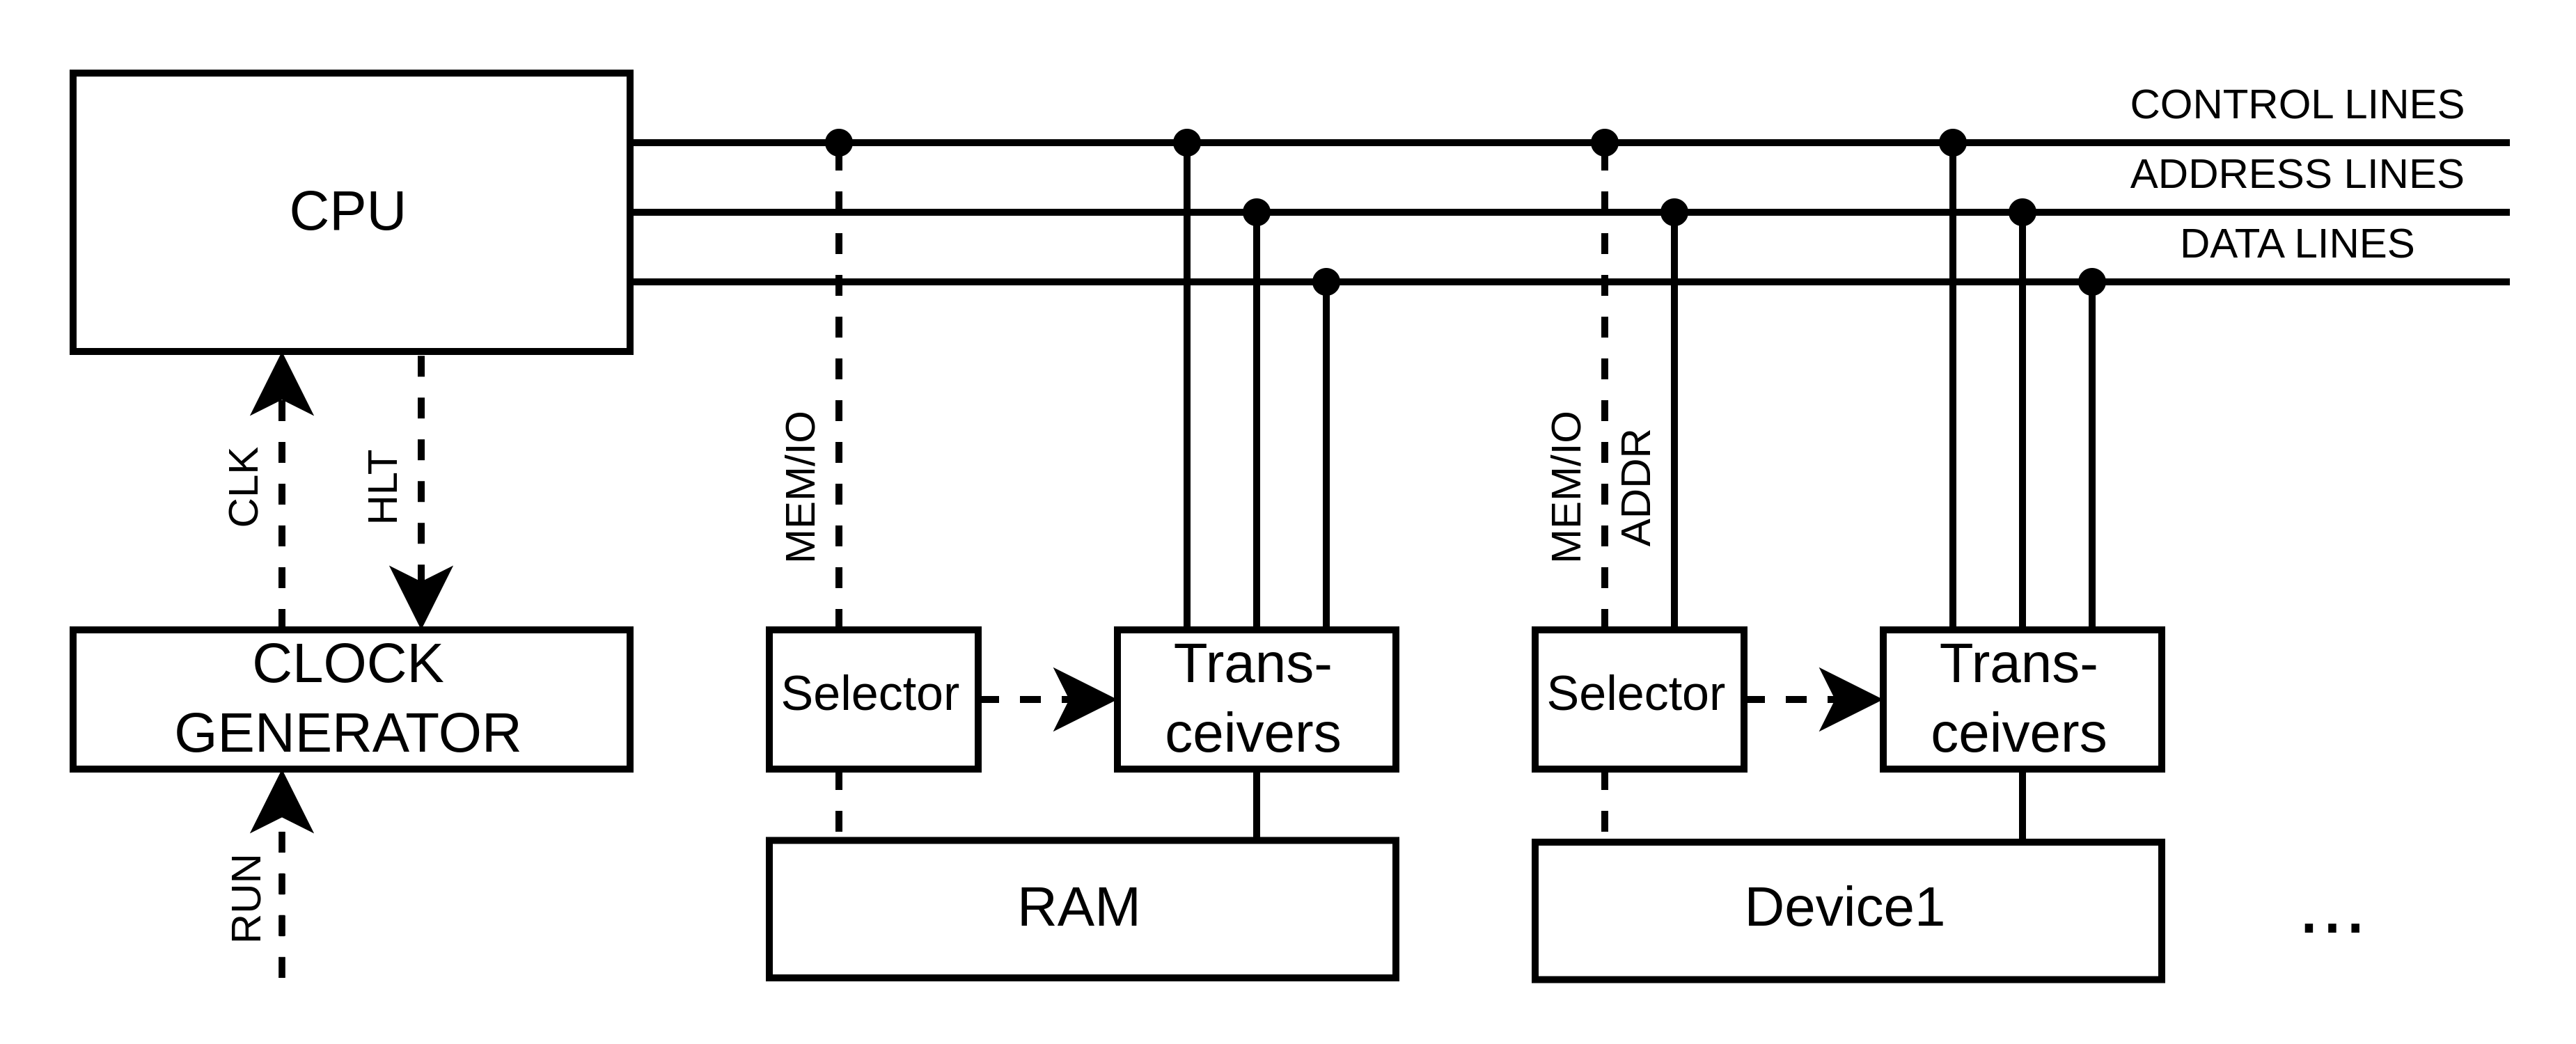 CONTROL LINES
ADDRESS LINES
DATA LINES
CPU
CLK
HLT
MEM/IO
MEM/IO
ADDR
CLOCK
GENERATOR
Selector
Trans-
ceivers
Selector
Trans-
ceivers
RUN
RAM
Device1
...